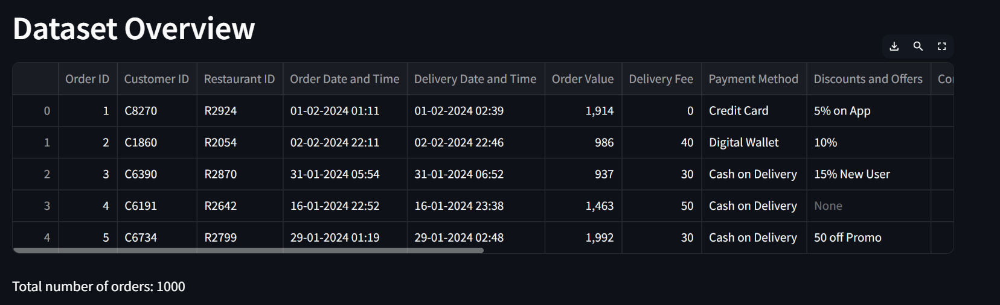 Dataset Overview
Order ID Customer ID Restaurant ID Order Date and Time Delivery Date and Time Order Value Delivery Fee Payment Method Discounts and Offers
0 1 C8270 R2924 01-02-2024 01:11 01-02-2024 02:39 1,914 0 Credit Card 5% on App
1 2 C1860 R2054 02-02-2024 22:11 02-02-2024 22:46 986 40 Digital Wallet 10%
2 3 C6390 R2870 31-01-2024 05:54 31-01-2024 06:52 937 30 Cash on Delivery 15% New User
3 4 C6191 R2642 16-01-2024 22:52 16-01-2024 23:38 1,463 50 Cash on Delivery None
4 5 C6734 R2799 29-01-2024 01:19 29-01-2024 02:48 1,992 30 Cash on Delivery 50 off Promo
Total number of orders: 1000